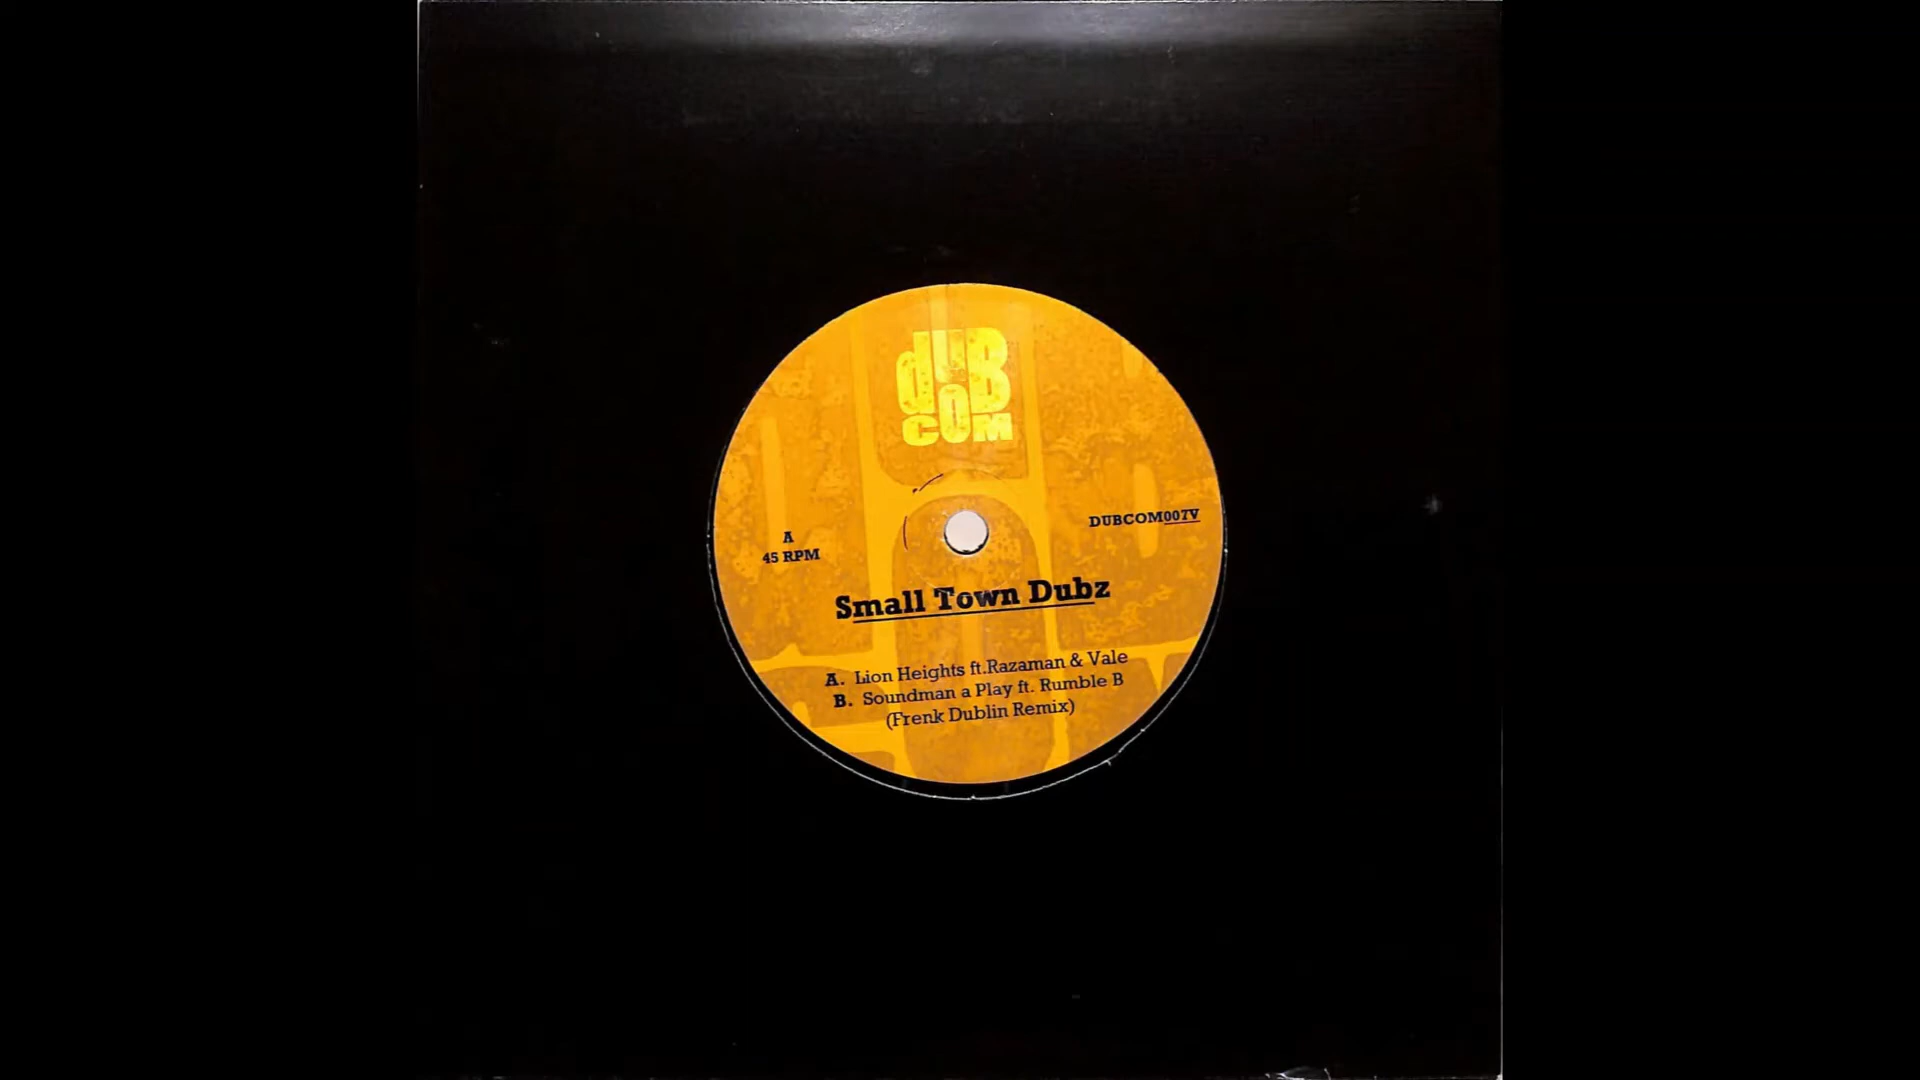 duB
COM
A
45 RPM
DUBCOM007V
Small Town Dubz
A. Lion Heights ft.Razaman & Vale
B. Soundman a Play ft. Rumble B
(Frenk Dublin Remix)